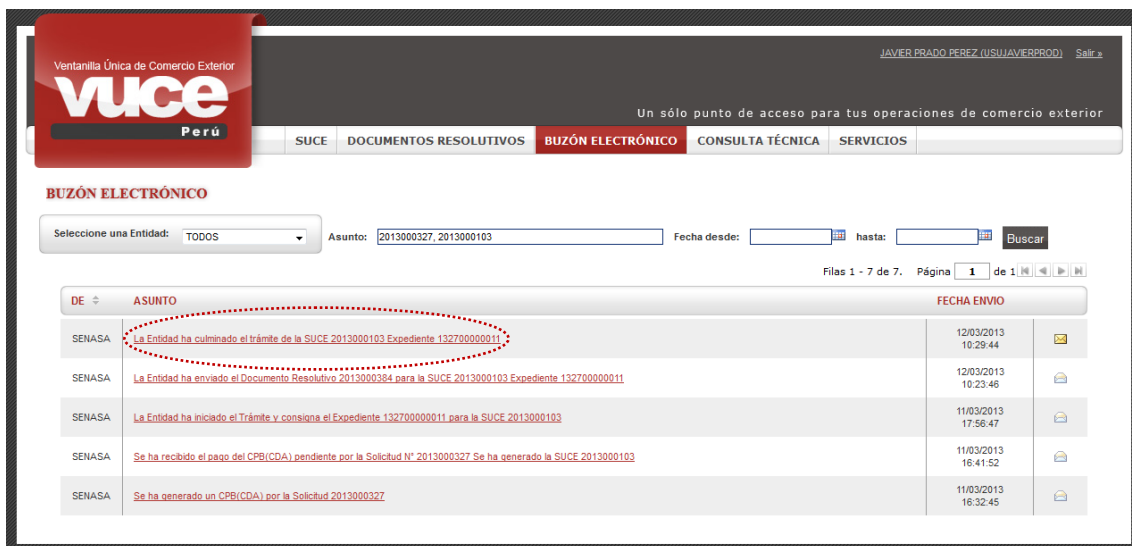 JAVIER PRADO PEREZ (USUJAVIERPROD) Salir »
Ventanilla Única de Comercio Exterior
vuce
Perú
Un sólo punto de acceso para tus operaciones de comercio exterior
SUCE DOCUMENTOS RESOLUTIVOS BUZÓN ELECTRÓNICO CONSULTA TÉCNICA SERVICIOS
BUZÓN ELECTRÓNICO
Seleccione una Entidad: TODOS Asunto: 2013000327, 2013000103 Fecha desde: hasta: Buscar
Filas 1 - 7 de 7. Página 1 de 1
DE ASUNTO FECHA ENVIO
SENASA La Entidad ha culminado el trámite de la SUCE 2013000103 Expediente 132700000011 12/03/2013
10:29:44
SENASA La Entidad ha enviado el Documento Resolutivo 2013000384 para la SUCE 2013000103 Expediente 132700000011 12/03/2013
10:23:46
SENASA La Entidad ha iniciado el Trámite y consigna el Expediente 132700000011 para la SUCE 2013000103 11/03/2013
17:56:47
SENASA Se ha recibido el pago del CPB(CDA) pendiente por la Solicitud N° 2013000327 Se ha generado la SUCE 2013000103 11/03/2013
16:41:52
SENASA Se ha generado un CPB(CDA) por la Solicitud 2013000327 11/03/2013
16:32:45